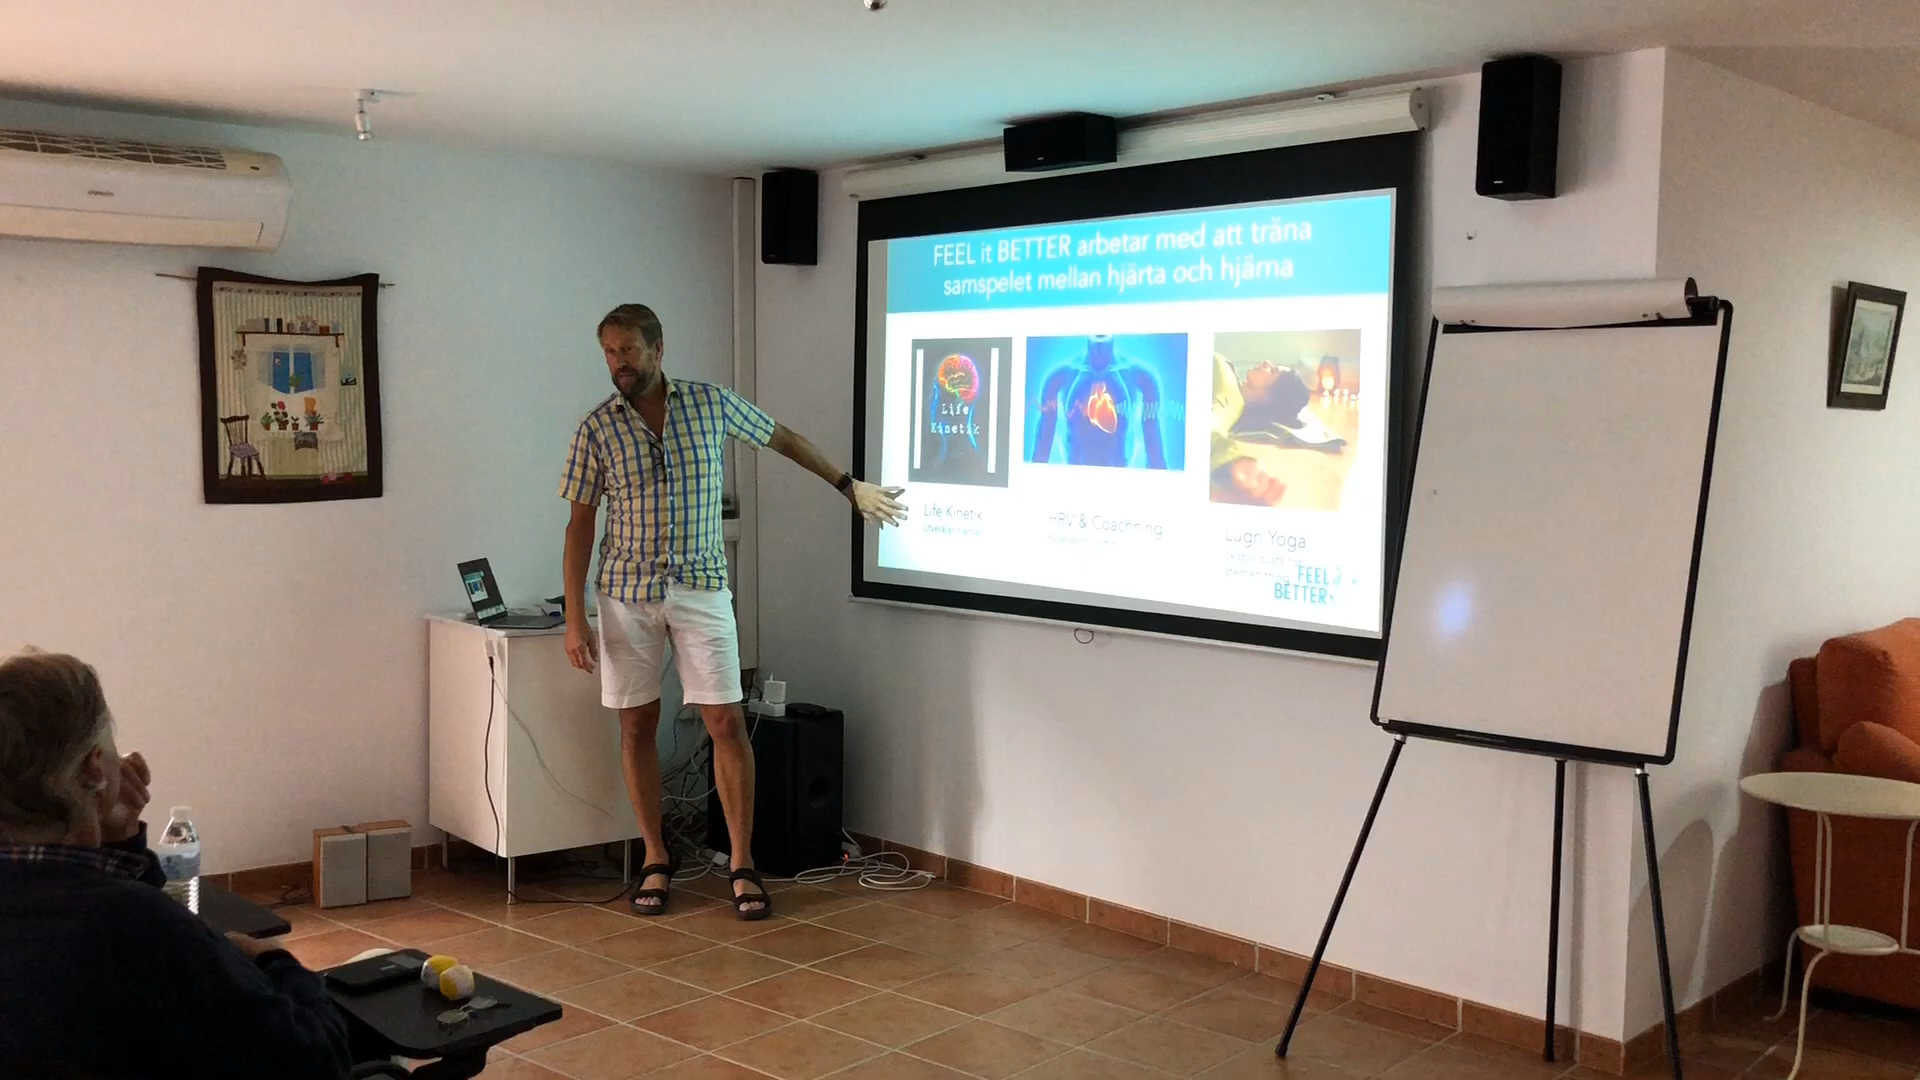 FEEL it BETTER arbetar med att träna
samspelet mellan hjärta och hjärna
Life
Kinetik
Life Kinetik
HRV & Coaching
Lugn Yoga
FEEL
BETTER